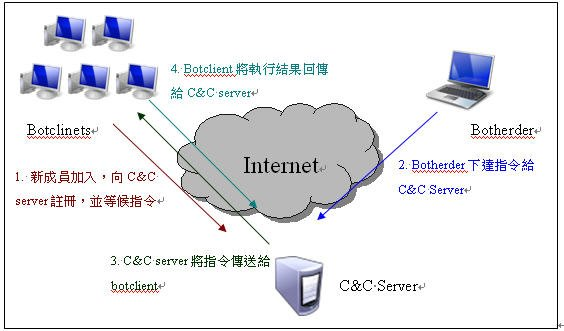 4. Botclient 將執行結果回傳
給 C&C server
Botclinets
Botherder
Internet
1. 新成員加入，向 C&C
server 註冊，並等候指令
2. Botherder 下達指令給
C&C Server
3. C&C server 將指令傳送給
botclient
C&C Server